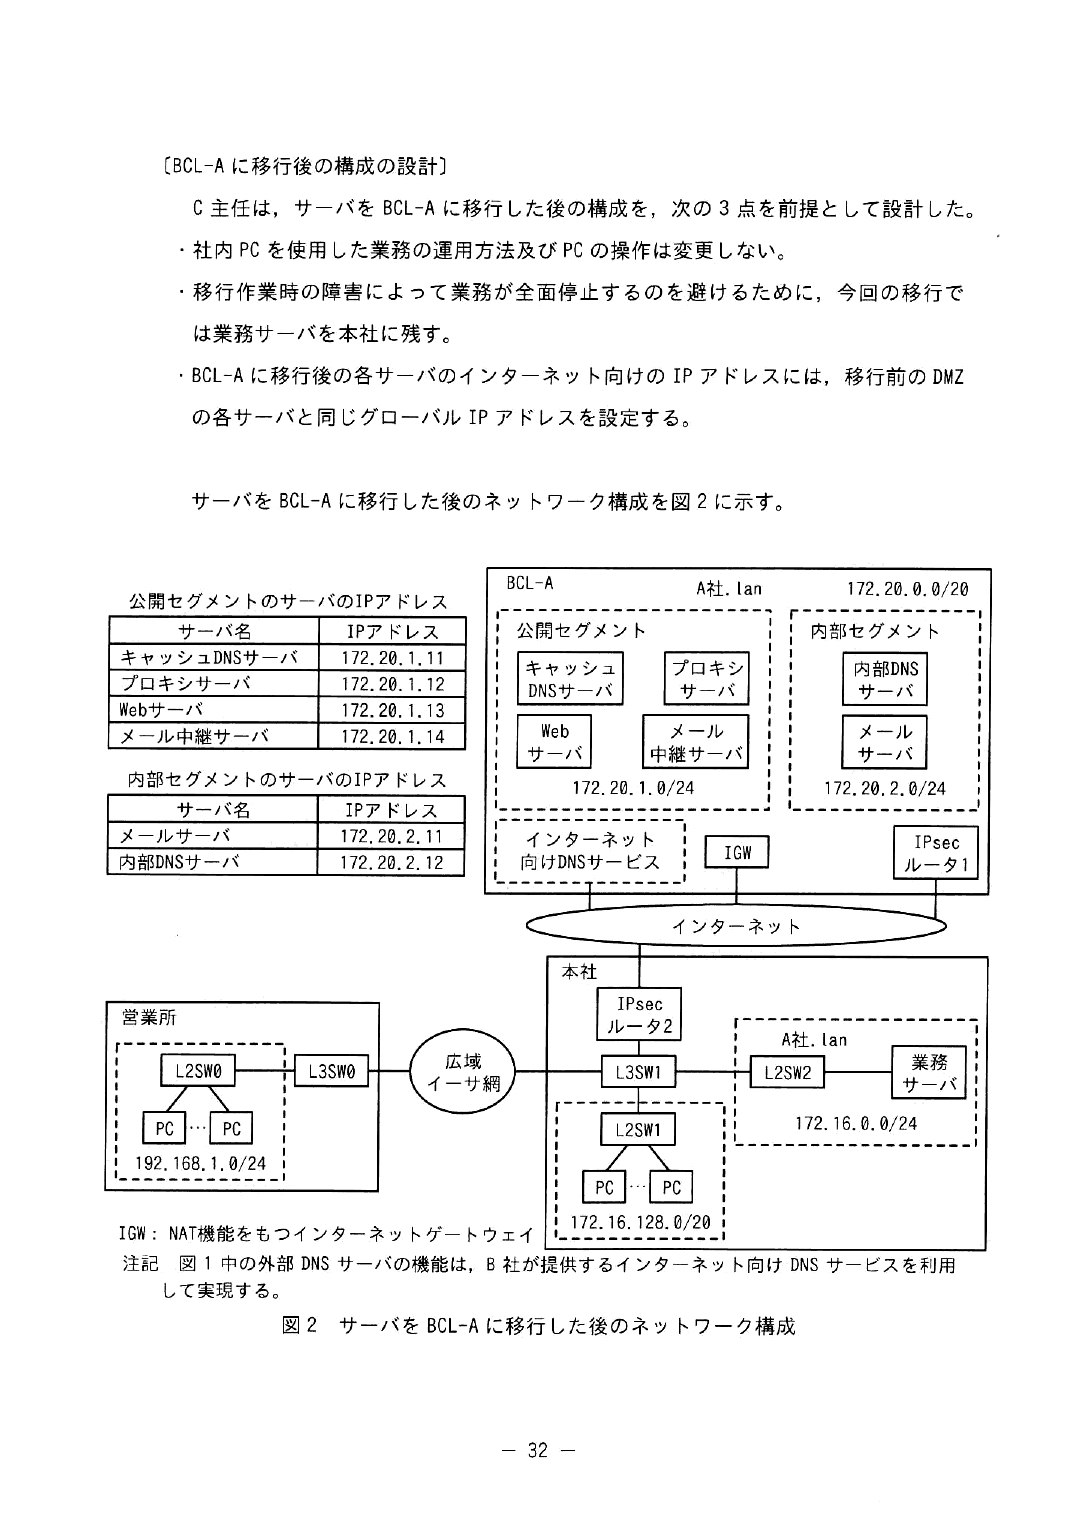 〔BCL-A に移行後の構成の設計〕
C 主任は，サーバを BCL-A に移行した後の構成を，次の 3 点を前提として設計した。
・社内 PC を使用した業務の運用方法及び PC の操作は変更しない。
・移行作業時の障害によって業務が全面停止するのを避けるために，今回の移行で
は業務サーバを本社に残す。
・BCL-A に移行後の各サーバのインターネット向けの IP アドレスには，移行前の DMZ
の各サーバと同じグローバル IP アドレスを設定する。
サーバを BCL-A に移行した後のネットワーク構成を図 2 に示す。
公開セグメントのサーバのIPアドレス
サーバ名 IPアドレス
キャッシュDNSサーバ 172.20.1.11
プロキシサーバ 172.20.1.12
Webサーバ 172.20.1.13
メール中継サーバ 172.20.1.14
内部セグメントのサーバのIPアドレス
サーバ名 IPアドレス
メールサーバ 172.20.2.11
内部DNSサーバ 172.20.2.12
BCL-A A社.lan 172.20.0.0/20
公開セグメント
キャッシュ
DNSサーバ
プロキシ
サーバ
Web
サーバ
メール
中継サーバ
172.20.1.0/24
内部セグメント
内部DNS
サーバ
メール
サーバ
172.20.2.0/24
インターネット
向けDNSサービス
IGW
IPsec
ルータ1
インターネット
本社
IPsec
ルータ2
営業所
L2SW0
L3SW0
PC … PC
192.168.1.0/24
広域
イーサ網
L3SW1
A社.lan
L2SW2
業務
サーバ
172.16.0.0/24
L2SW1
PC … PC
172.16.128.0/20
IGW：NAT機能をもつインターネットゲートウェイ
注記　図 1 中の外部 DNS サーバの機能は，B 社が提供するインターネット向け DNS サービスを利用
して実現する。
図 2　サーバを BCL-A に移行した後のネットワーク構成
－ 32 －